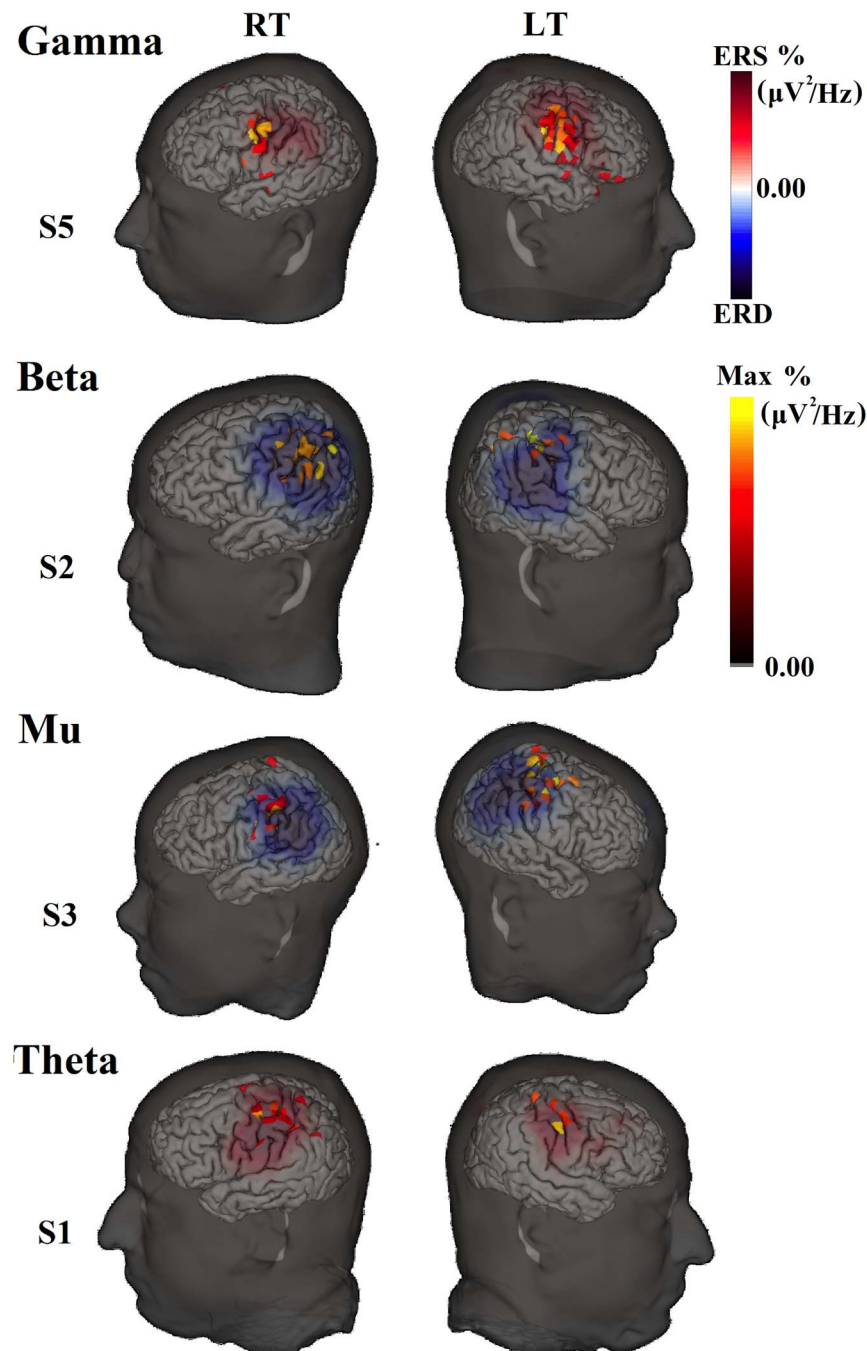 RT LT
Gamma
ERS %
(µV²/Hz)
0.00
S5
ERD
Beta
Max %
(µV²/Hz)
S2
0.00
Mu
S3
Theta
S1